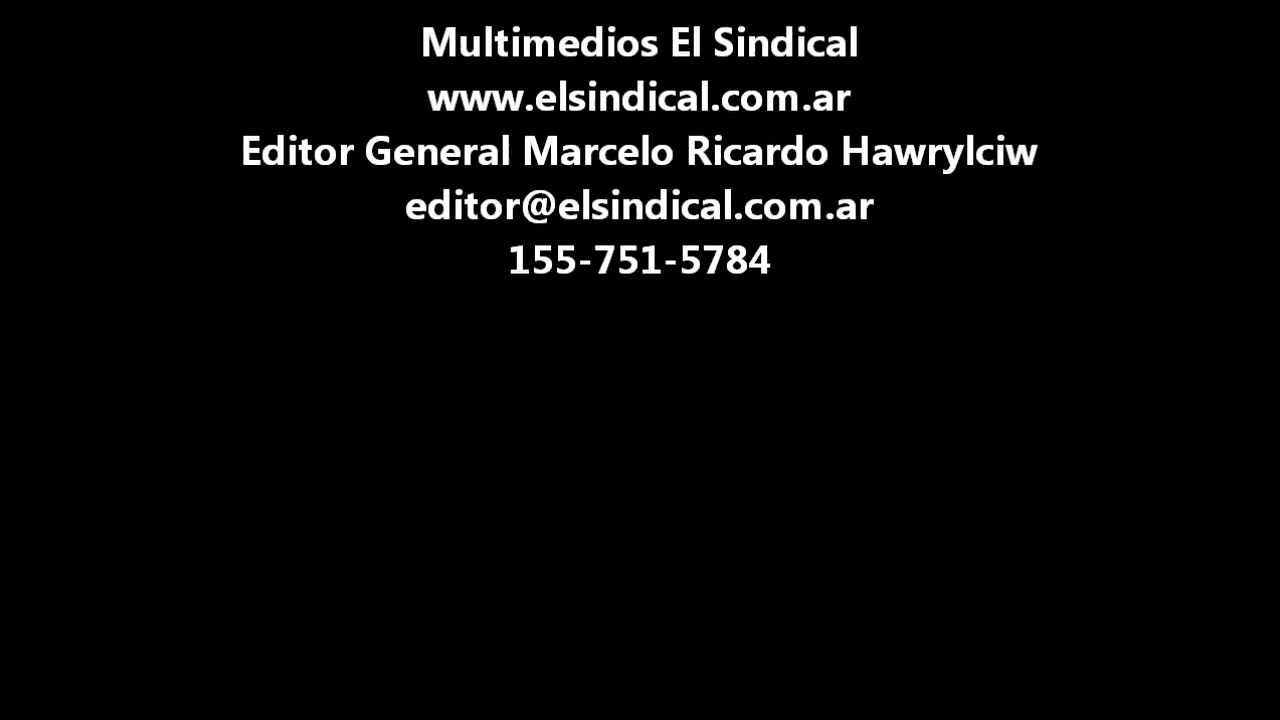 Multimedios El Sindical
www.elsindical.com.ar
Editor General Marcelo Ricardo Hawrylciw
editor@elsindical.com.ar
155-751-5784